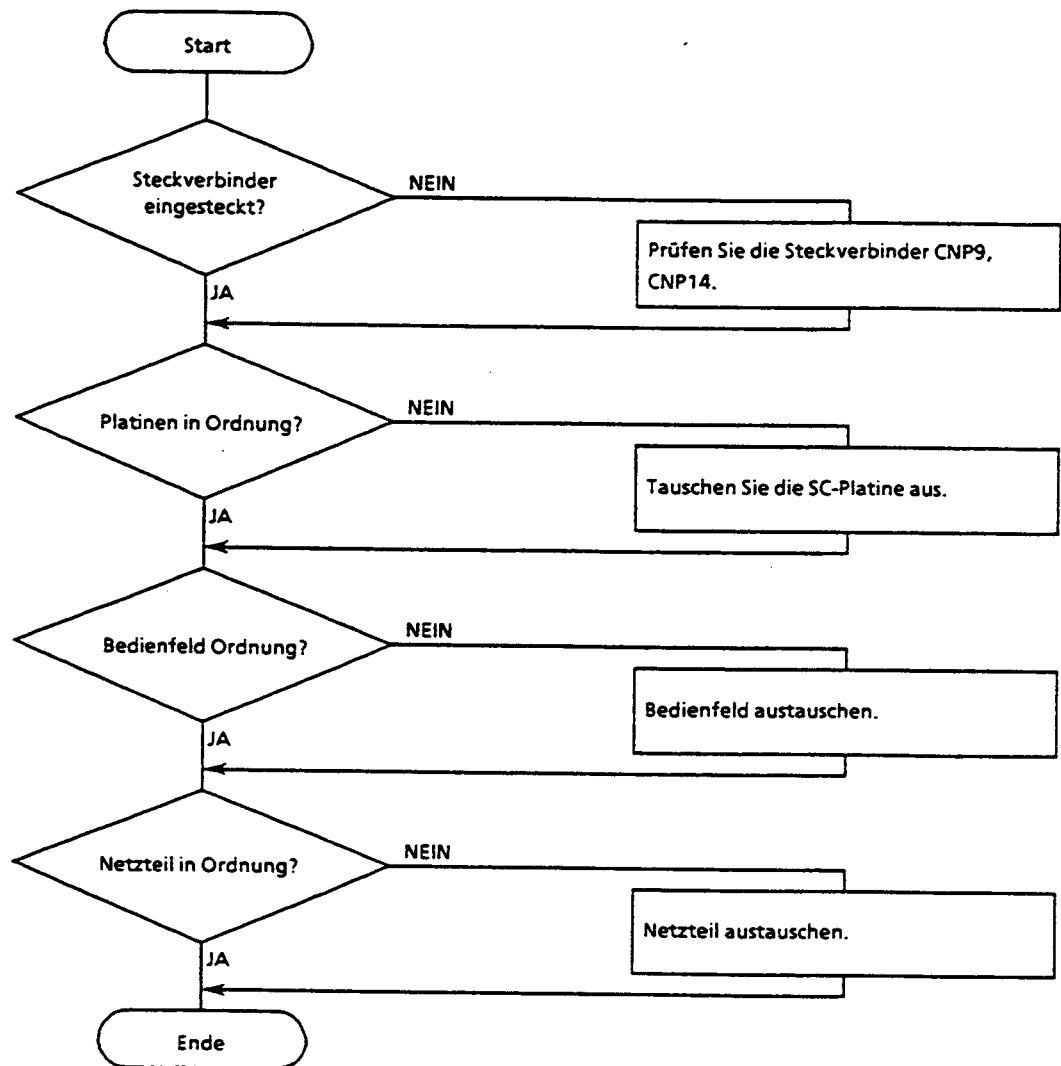 Start
Steckverbinder
eingesteckt?
NEIN
Prüfen Sie die Steckverbinder CNP9,
CNP14.
JA
Platinen in Ordnung?
NEIN
Tauschen Sie die SC-Platine aus.
JA
Bedienfeld Ordnung?
NEIN
Bedienfeld austauschen.
JA
Netzteil in Ordnung?
NEIN
Netzteil austauschen.
JA
Ende